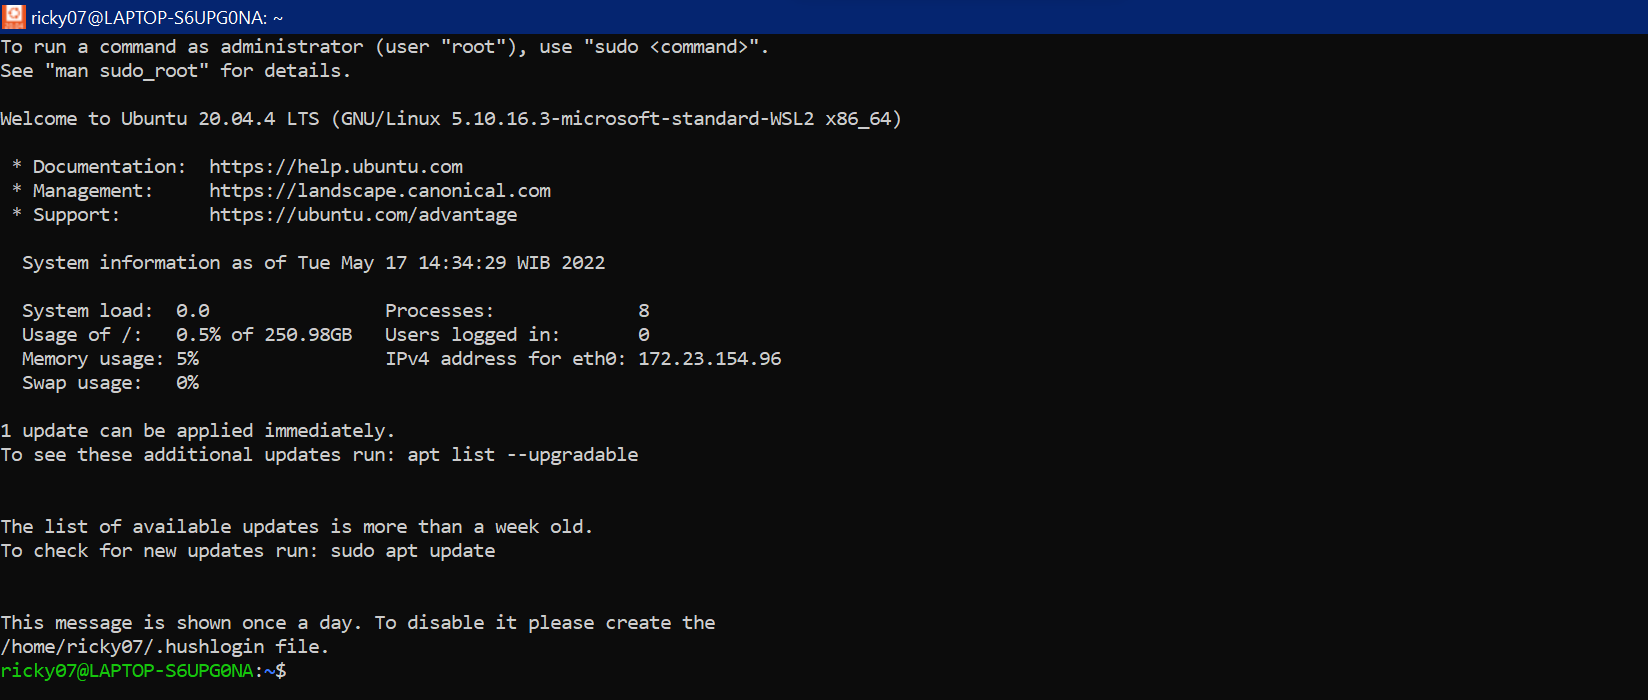 ricky07@LAPTOP-S6UPG0NA: ~
To run a command as administrator (user "root"), use "sudo <command>".
See "man sudo_root" for details.
Welcome to Ubuntu 20.04.4 LTS (GNU/Linux 5.10.16.3-microsoft-standard-WSL2 x86_64)
* Documentation:  https://help.ubuntu.com
* Management:     https://landscape.canonical.com
* Support:        https://ubuntu.com/advantage
System information as of Tue May 17 14:34:29 WIB 2022
System load:  0.0                Processes:             8
Usage of /:   0.5% of 250.98GB   Users logged in:       0
Memory usage: 5%                 IPv4 address for eth0: 172.23.154.96
Swap usage:   0%
1 update can be applied immediately.
To see these additional updates run: apt list --upgradable
The list of available updates is more than a week old.
To check for new updates run: sudo apt update
This message is shown once a day. To disable it please create the
/home/ricky07/.hushlogin file.
ricky07@LAPTOP-S6UPG0NA:~$